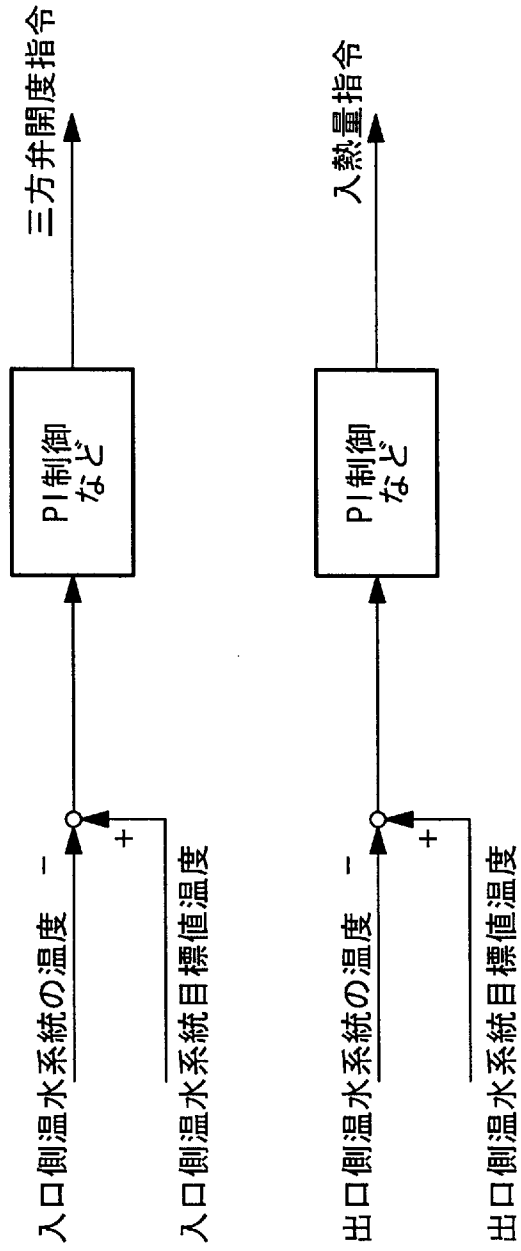 入口側温水系統の温度
－
＋
入口側温水系統目標値温度
PI制御
など
三方弁開度指令
出口側温水系統の温度
－
＋
出口側温水系統目標値温度
PI制御
など
入熱量指令